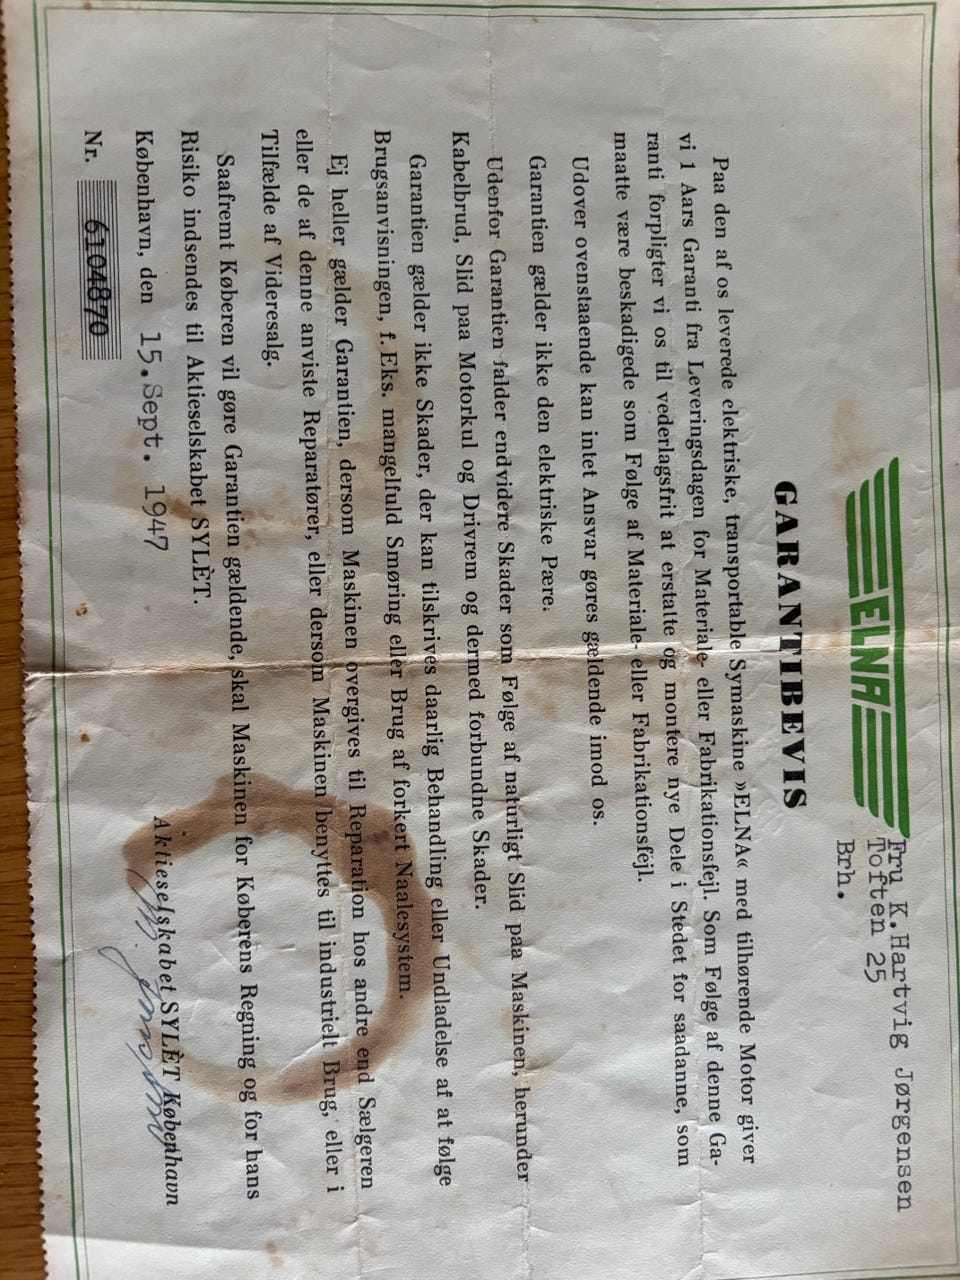 ELNA
Fru K.Hartvig Jørgensen
Toften 25
Brh.
GARANTIBEVIS
Paa den af os leverede elektriske, transportable Symaskine »ELNA« med tilhørende Motor giver
vi 1 Aars Garanti fra Leveringsdagen for Materiale- eller Fabrikationsfejl. Som Følge af denne Ga-
ranti forpligter vi os til vederlagsfrit at erstatte og montere nye Dele i Stedet for saadanne, som
maatte være beskadigede som Følge af Materiale- eller Fabrikationsfejl.
Udover ovenstaaende kan intet Ansvar gøres gældende imod os.
Garantien gælder ikke den elektriske Pære.
Udenfor Garantien falder endvidere Skader som Følge af naturligt Slid paa Maskinen, herunder
Kabelbrud, Slid paa Motorkul og Drivrem og dermed forbundne Skader.
Garantien gælder ikke Skader, der kan tilskrives daarlig Behandling eller Undladelse af at følge
Brugsanvisningen, f. Eks. mangelfuld Smøring eller Brug af forkert Naalesystem.
Ej heller gælder Garantien, dersom Maskinen overgives til Reparation hos andre end Sælgeren
eller de af denne anviste Reparatører, eller dersom Maskinen benyttes til industrielt Brug, eller i
Tilfælde af Videresalg.
Saafremt Køberen vil gøre Garantien gældende, skal Maskinen for Køberens Regning og for hans
Risiko indsendes til Aktieselskabet SYLÈT.
København, den 15.Sept. 1947
Aktieselskabet SYLÈT København
Nr. 6104870